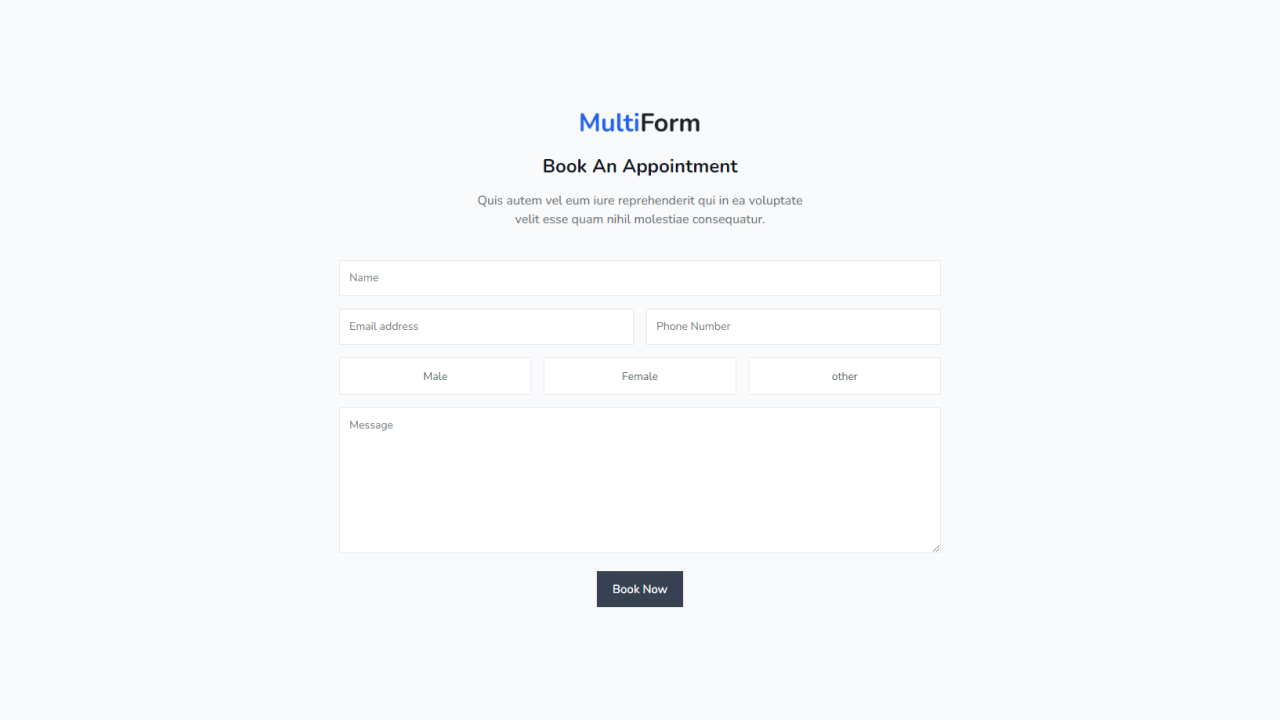 MultiForm
Book An Appointment
Quis autem vel eum iure reprehenderit qui in ea voluptate
velit esse quam nihil molestiae consequatur.
Name
Email address Phone Number
Male Female other
Message
Book Now